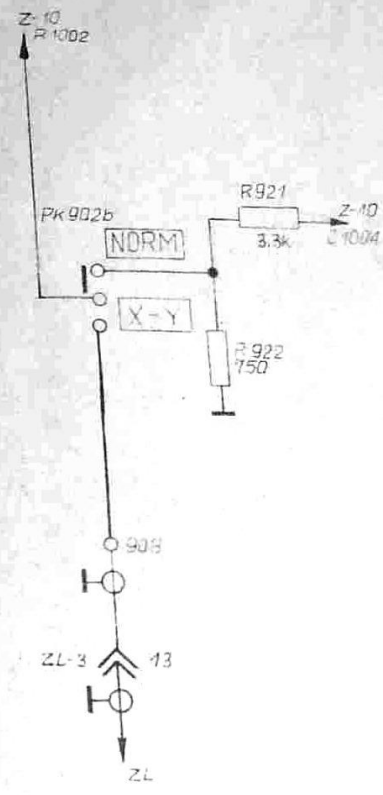 Z-10
R1002
R921
Z-10
3.3k
C1004
Pk902b
NORM
X-Y
R922
750
908
ZL-3 13
ZL